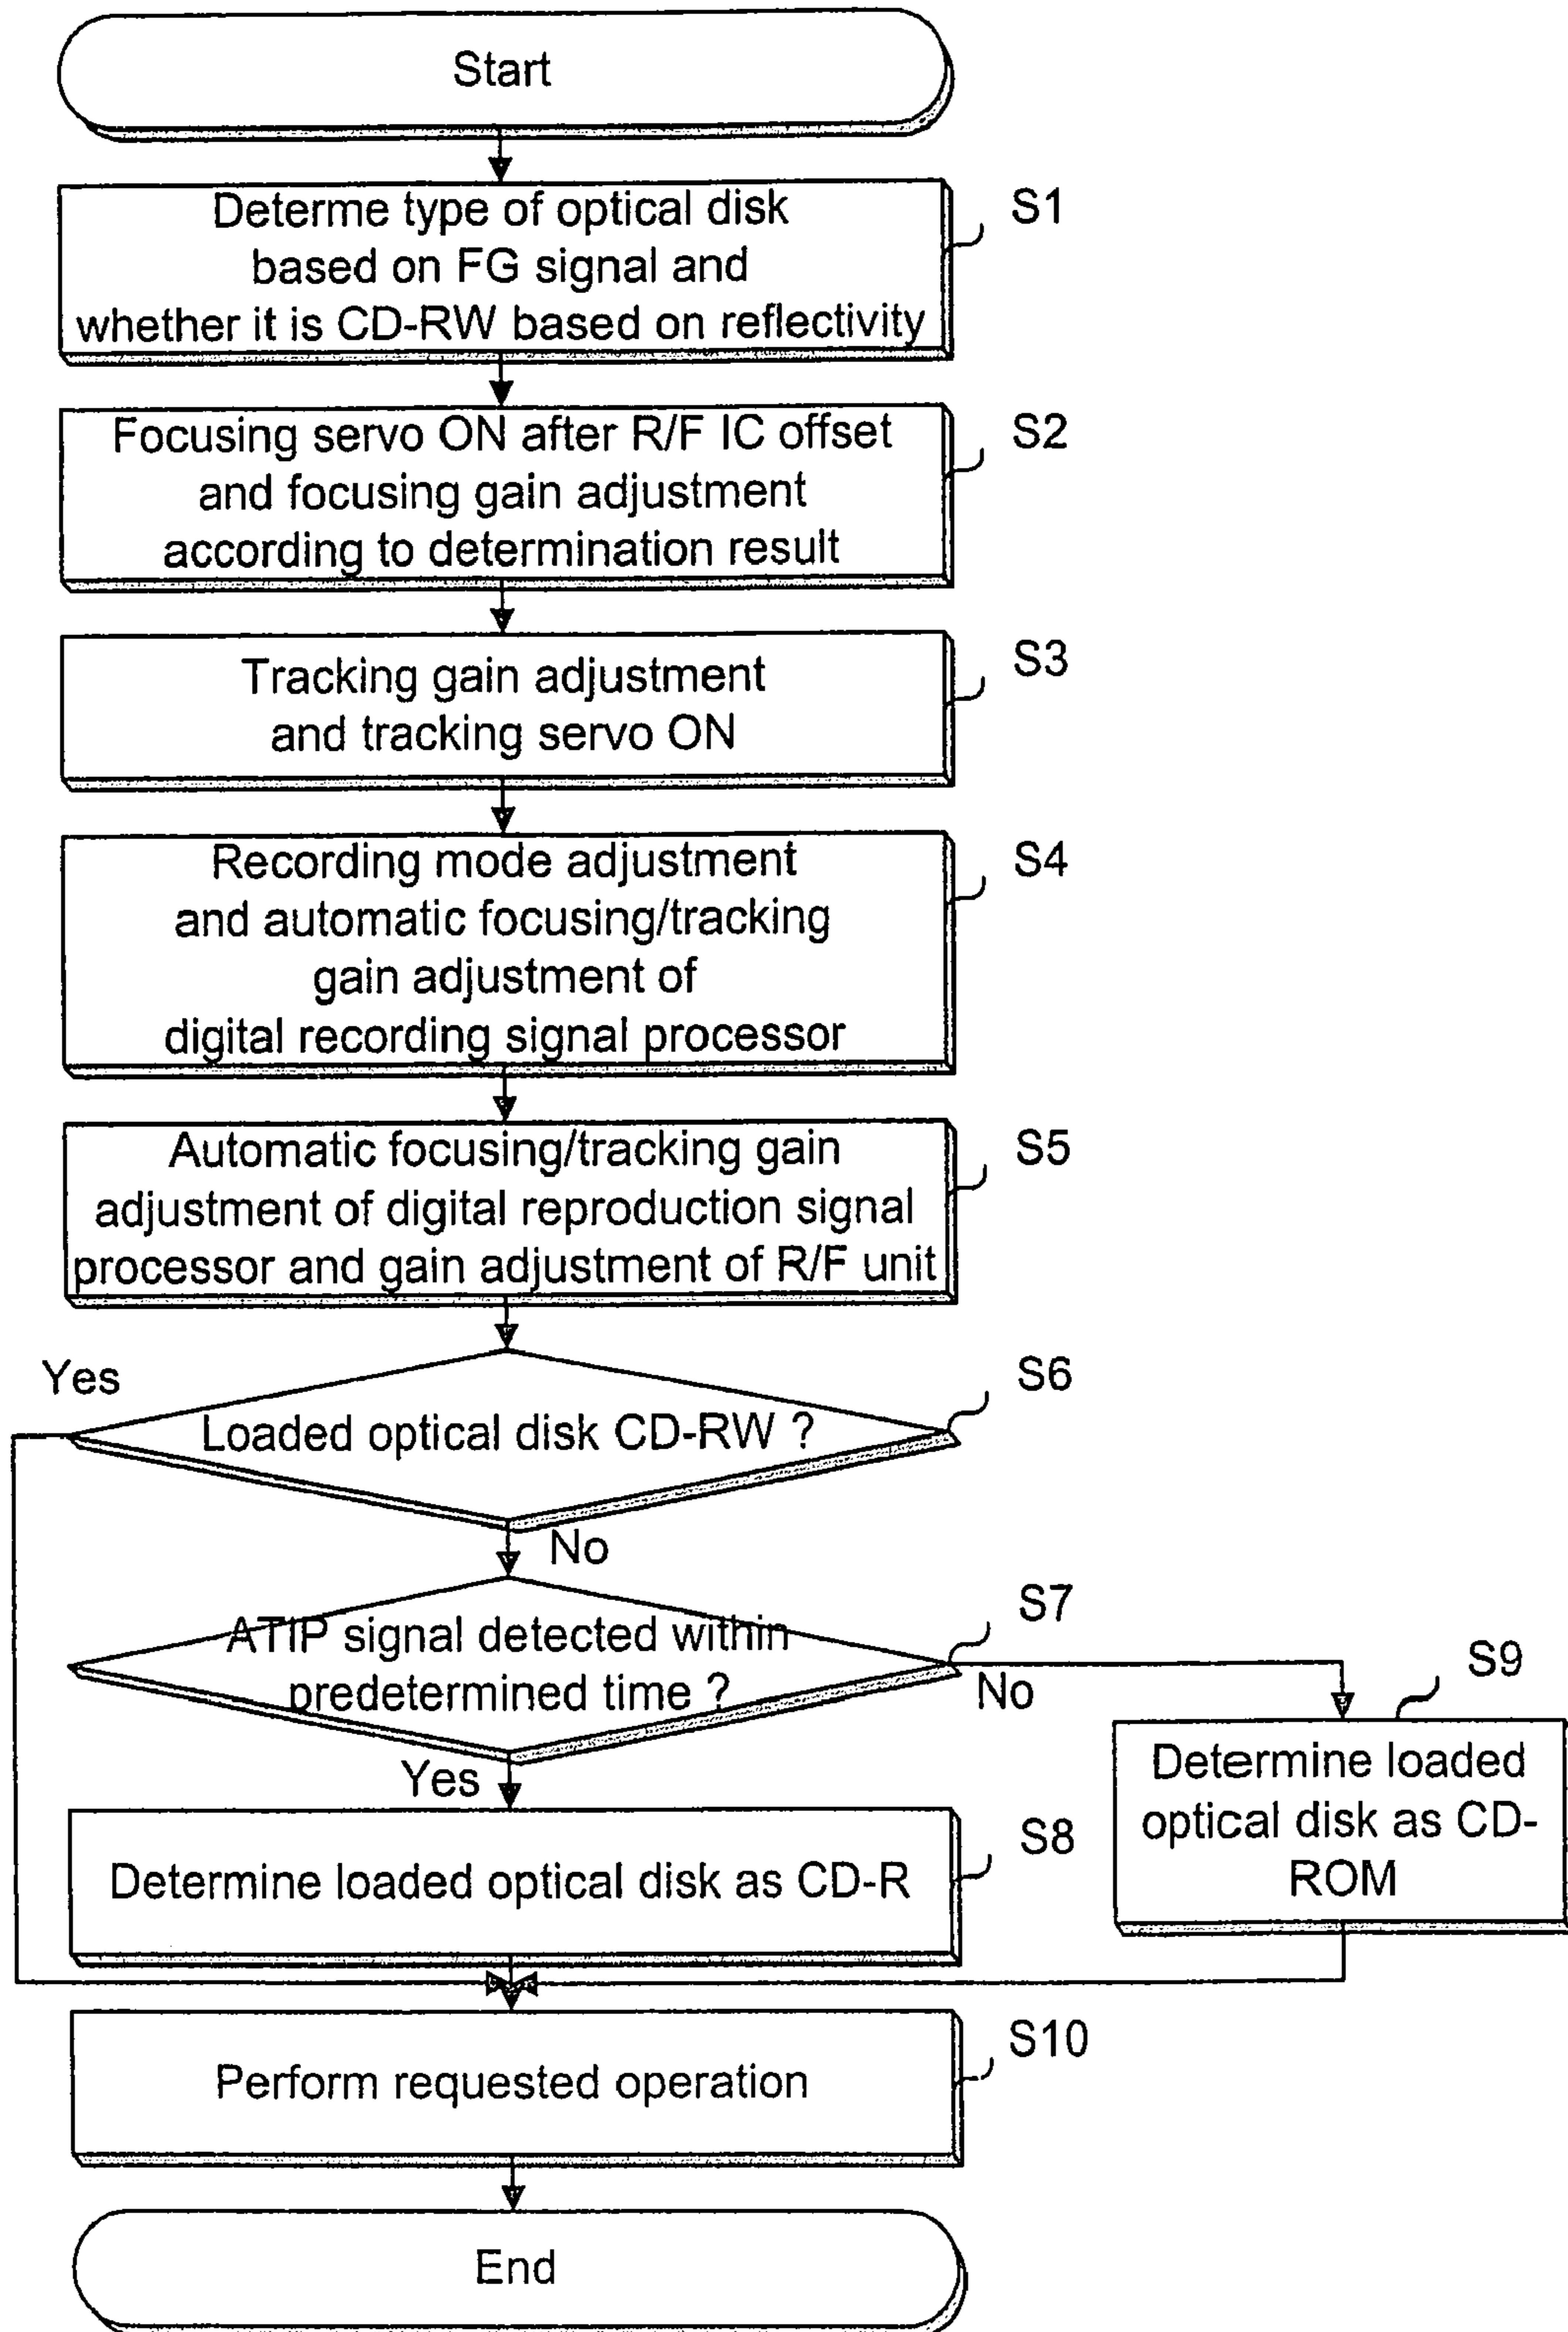 Start
Determe type of optical disk
based on FG signal and
whether it is CD-RW based on reflectivity
S1
Focusing servo ON after R/F IC offset
and focusing gain adjustment
according to determination result
S2
Tracking gain adjustment
and tracking servo ON
S3
Recording mode adjustment
and automatic focusing/tracking
gain adjustment of
digital recording signal processor
S4
Automatic focusing/tracking gain
adjustment of digital reproduction signal
processor and gain adjustment of R/F unit
S5
Yes
Loaded optical disk CD-RW ?
S6
No
ATIP signal detected within
predetermined time ?
S7
No
S9
Yes
Determine loaded
optical disk as CD-
ROM
Determine loaded optical disk as CD-R
S8
Perform requested operation
S10
End